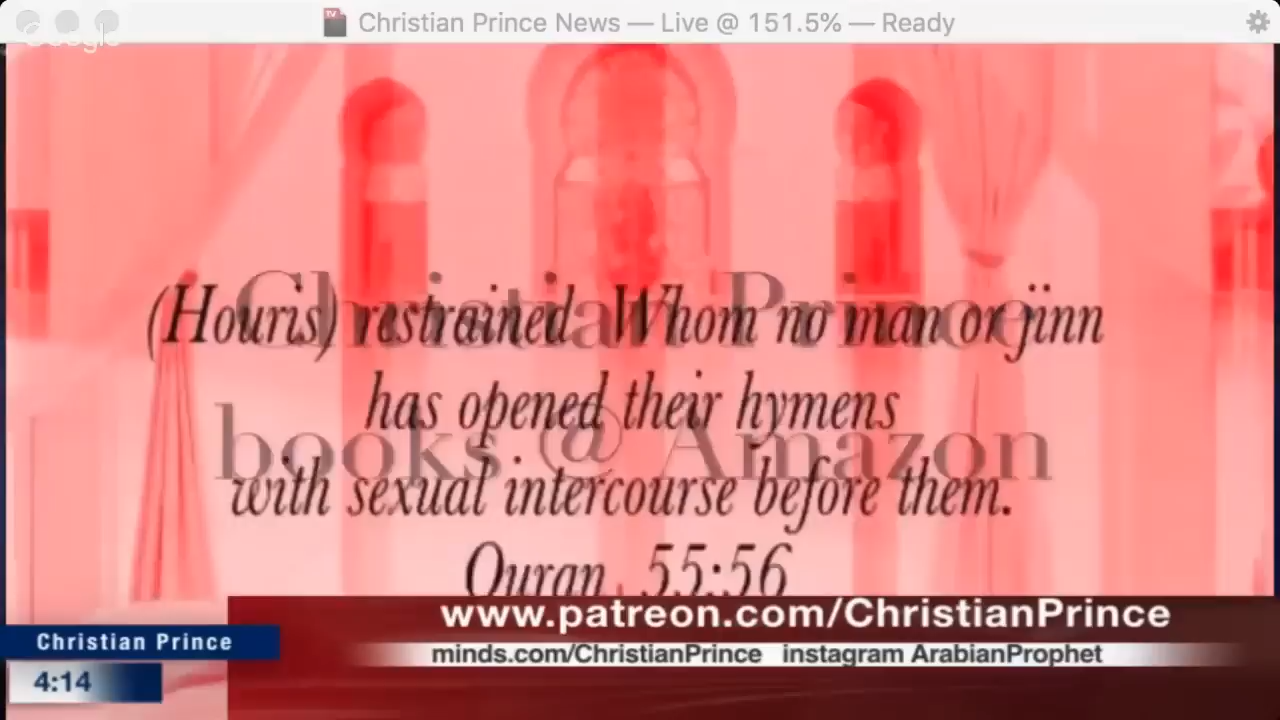 Christian Prince News — Live @ 151.5% — Ready
Google
Christian Prince
(Houris) restrained Whom no man or jinn
has opened their hymens
books @ Amazon
with sexual intercourse before them.
Quran 55:56
www.patreon.com/ChristianPrince
Christian Prince
minds.com/ChristianPrince instagram ArabianProphet
4:14